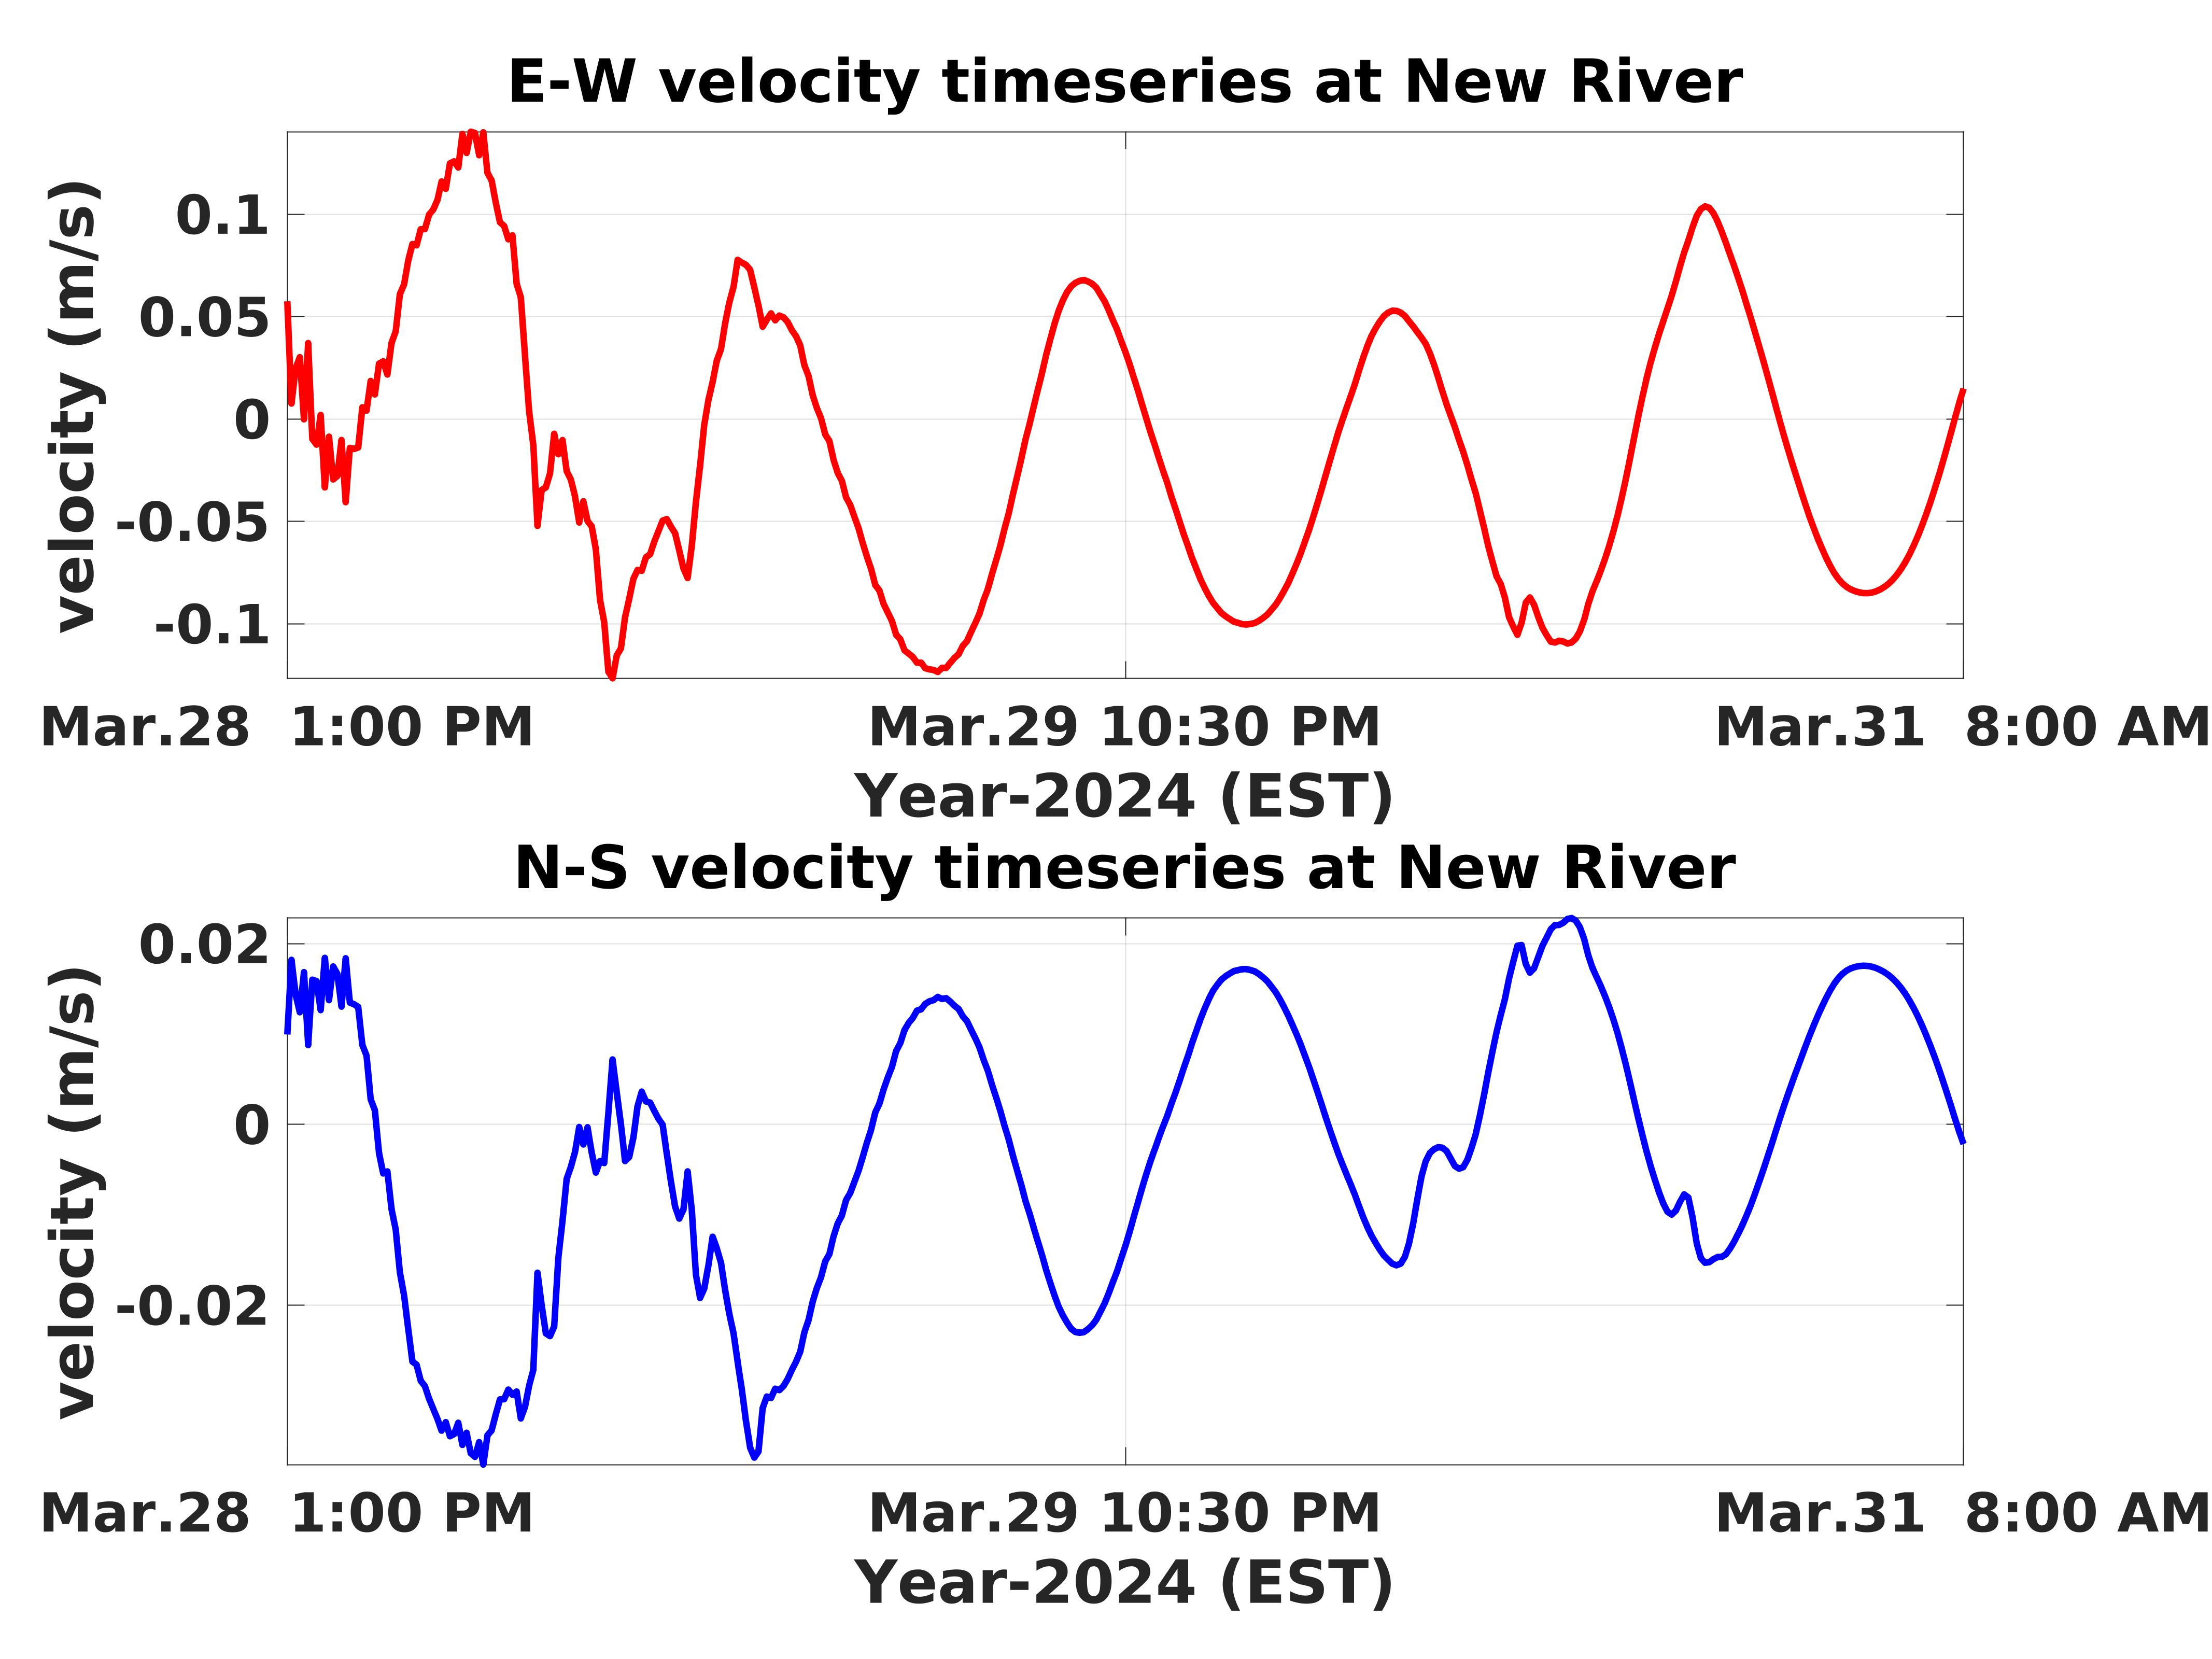 E-W velocity timeseries at New River
velocity (m/s)
0.1
0.05
0
-0.05
-0.1
Mar.28 1:00 PM Mar.29 10:30 PM Mar.31 8:00 AM
Year-2024 (EST)
N-S velocity timeseries at New River
velocity (m/s)
0.02
0
-0.02
Mar.28 1:00 PM Mar.29 10:30 PM Mar.31 8:00 AM
Year-2024 (EST)